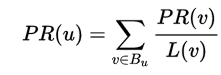 PR(u) = \sum_{v \in B_u} \frac{PR(v)}{L(v)}